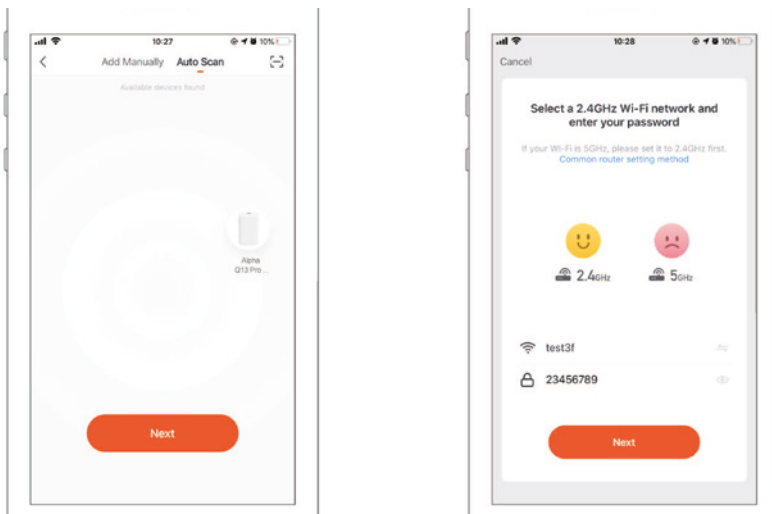 10:27
10%
Add Manually Auto Scan
Available devices found
Alpha
Q13 Pro ...
Next
10:28
10%
Cancel
Select a 2.4GHz Wi-Fi network and
enter your password
If your Wi-Fi is 5GHz, please set it to 2.4GHz first.
Common router setting method
2.4GHz
5GHz
test3f
23456789
Next